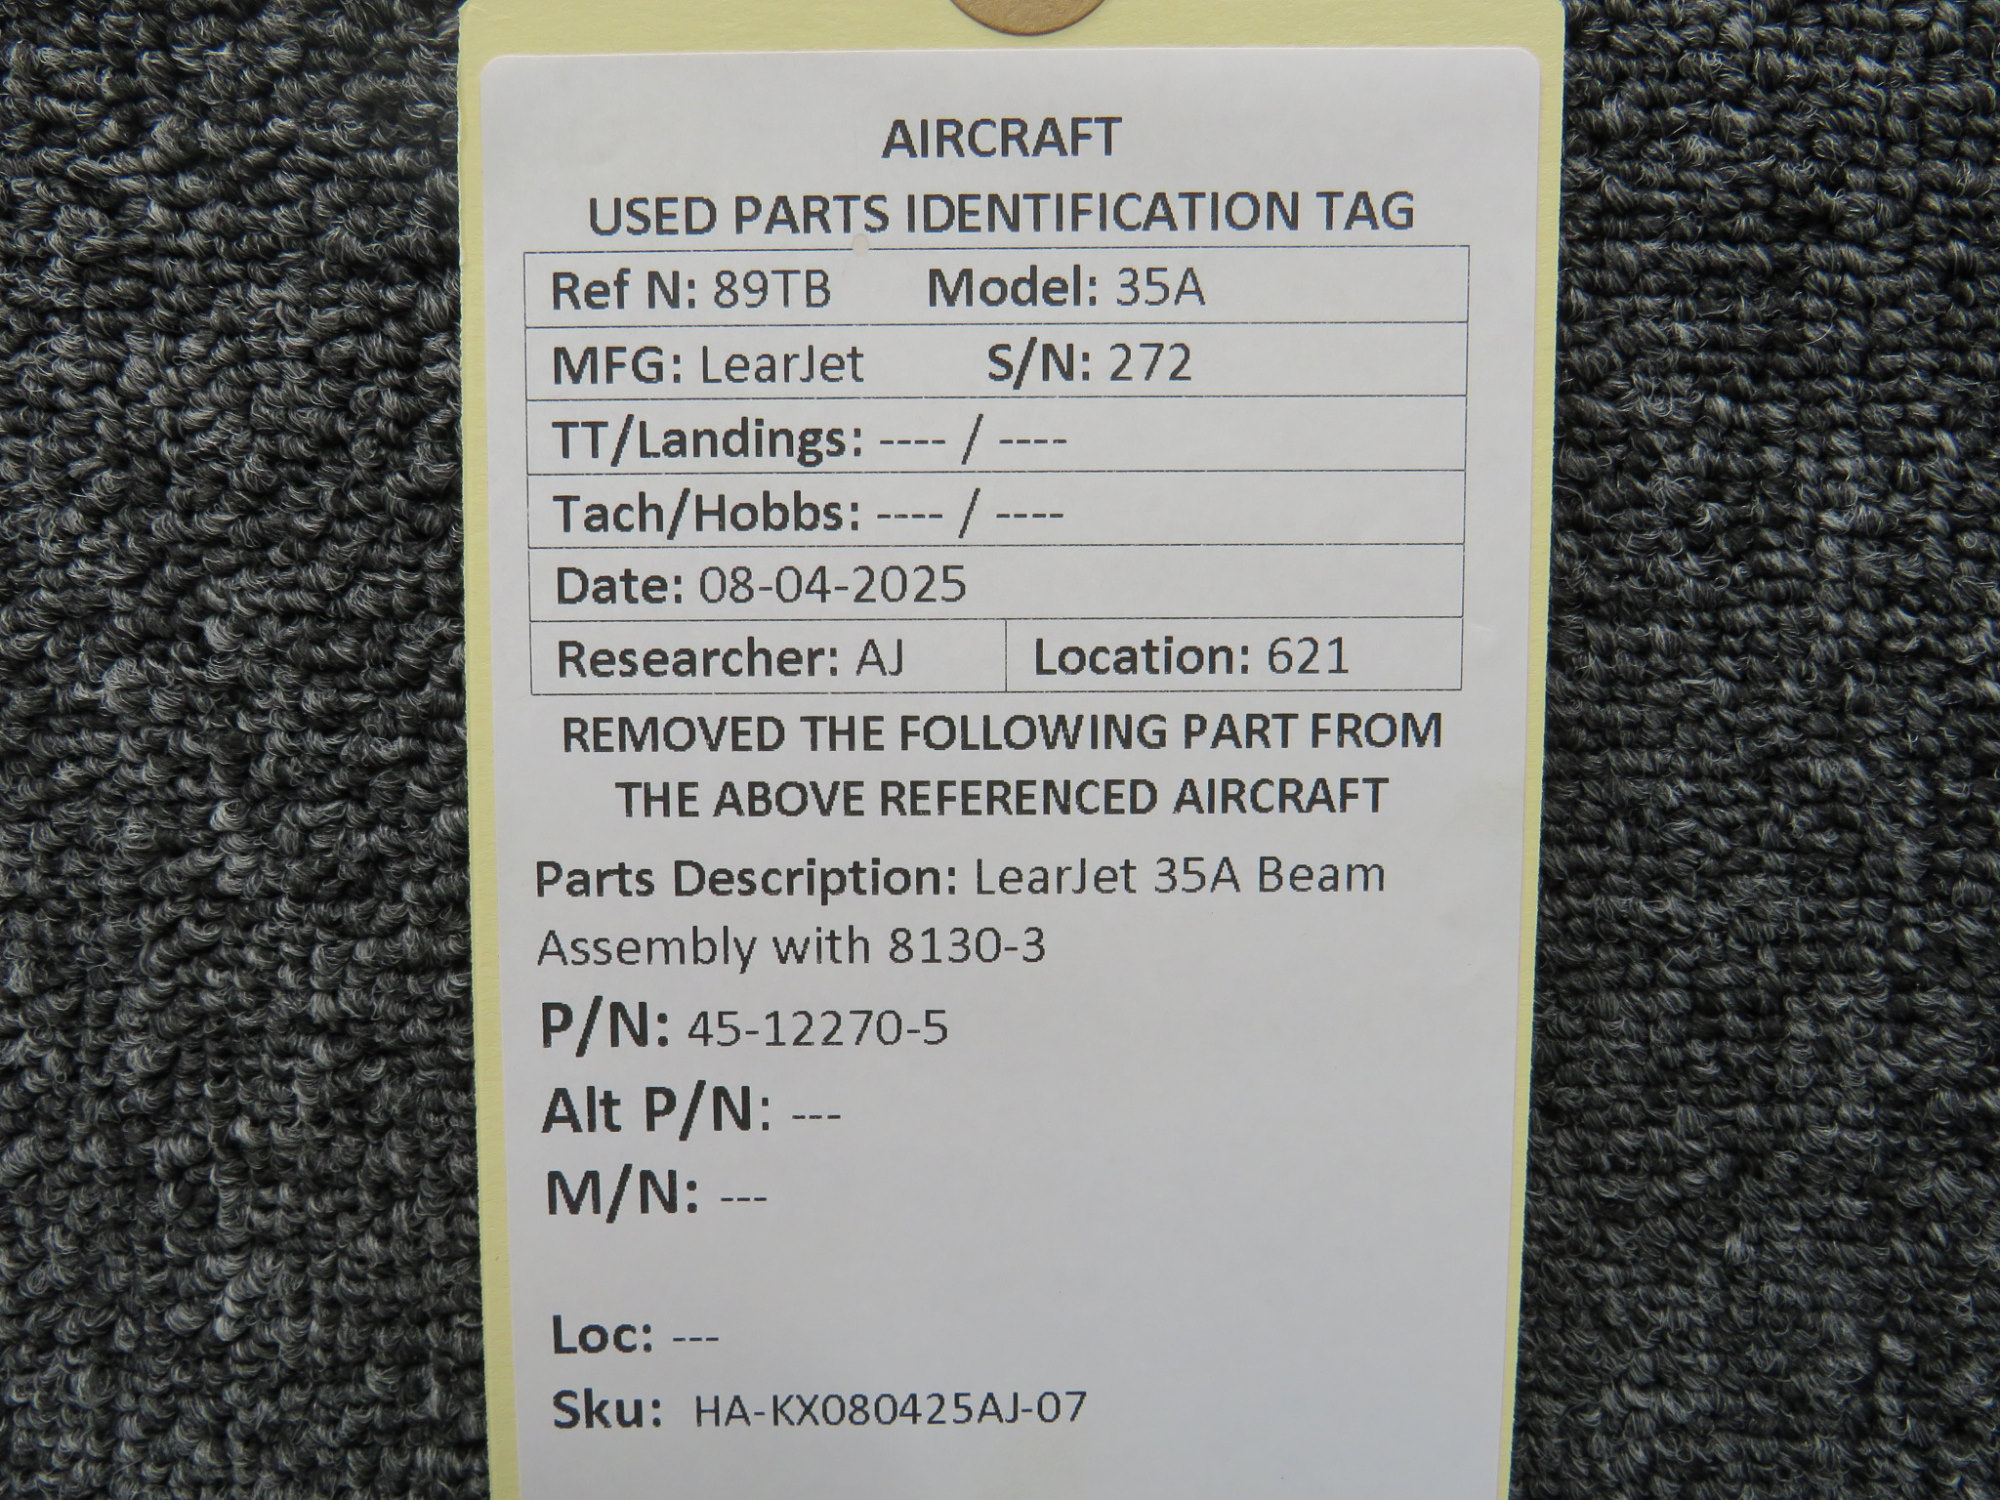 AIRCRAFT
USED PARTS IDENTIFICATION TAG
Ref N: 89TB Model: 35A
MFG: LearJet S/N: 272
TT/Landings: ---- / ----
Tach/Hobbs: ---- / ----
Date: 08-04-2025
Researcher: AJ Location: 621
REMOVED THE FOLLOWING PART FROM
THE ABOVE REFERENCED AIRCRAFT
Parts Description: LearJet 35A Beam
Assembly with 8130-3
P/N: 45-12270-5
Alt P/N: ---
M/N: ---
Loc: ---
Sku: HA-KX080425AJ-07